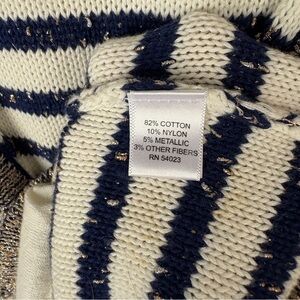 82% COTTON
10% NYLON
5% METALLIC
3% OTHER FIBERS
RN 54023